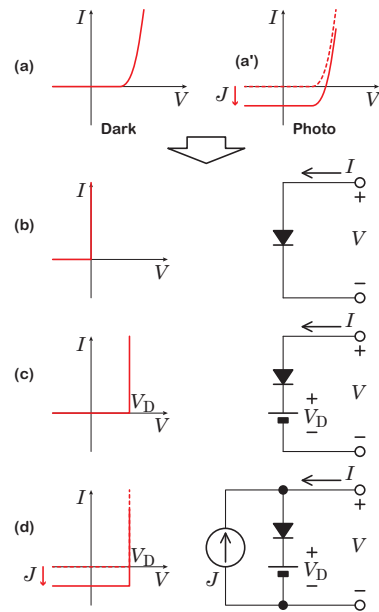 (a) I V Dark
(a') I V J Photo
(b) I V I + V −
(c) I V_D V I + V − + V_D −
(d) I V_D V J I + V − + V_D − J